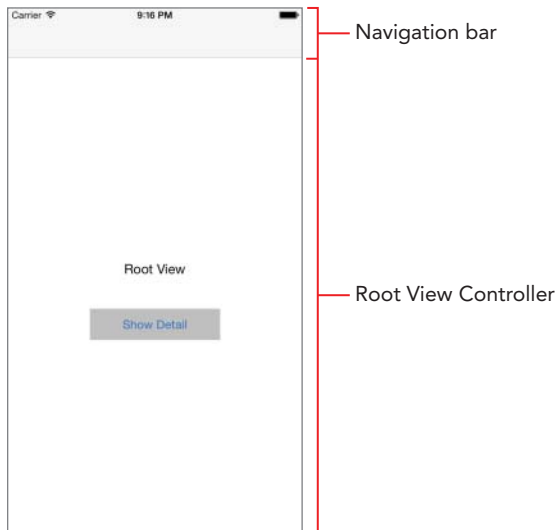 Carrier 9:16 PM
Navigation bar
Root View
Root View Controller
Show Detail